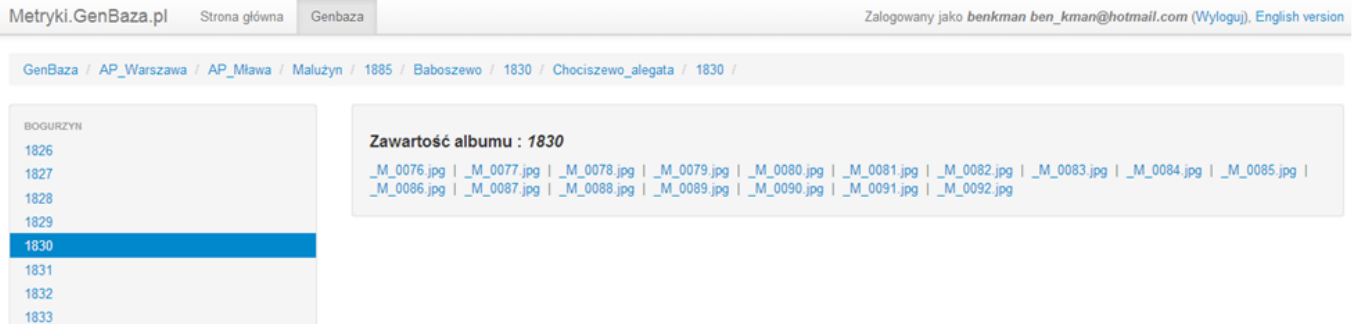 Metryki.GenBaza.pl Strona główna Genbaza Zalogowany jako benkman ben_kman@hotmail.com (Wyloguj), English version
GenBaza / AP_Warszawa / AP_Mława / Malużyn / 1885 / Baboszewo / 1830 / Chociszewo_alegata / 1830 /
BOGURZYN
1826
1827
1828
1829
1830
1831
1832
1833
Zawartość albumu : 1830
_M_0076.jpg | _M_0077.jpg | _M_0078.jpg | _M_0079.jpg | _M_0080.jpg | _M_0081.jpg | _M_0082.jpg | _M_0083.jpg | _M_0084.jpg | _M_0085.jpg |
_M_0086.jpg | _M_0087.jpg | _M_0088.jpg | _M_0089.jpg | _M_0090.jpg | _M_0091.jpg | _M_0092.jpg